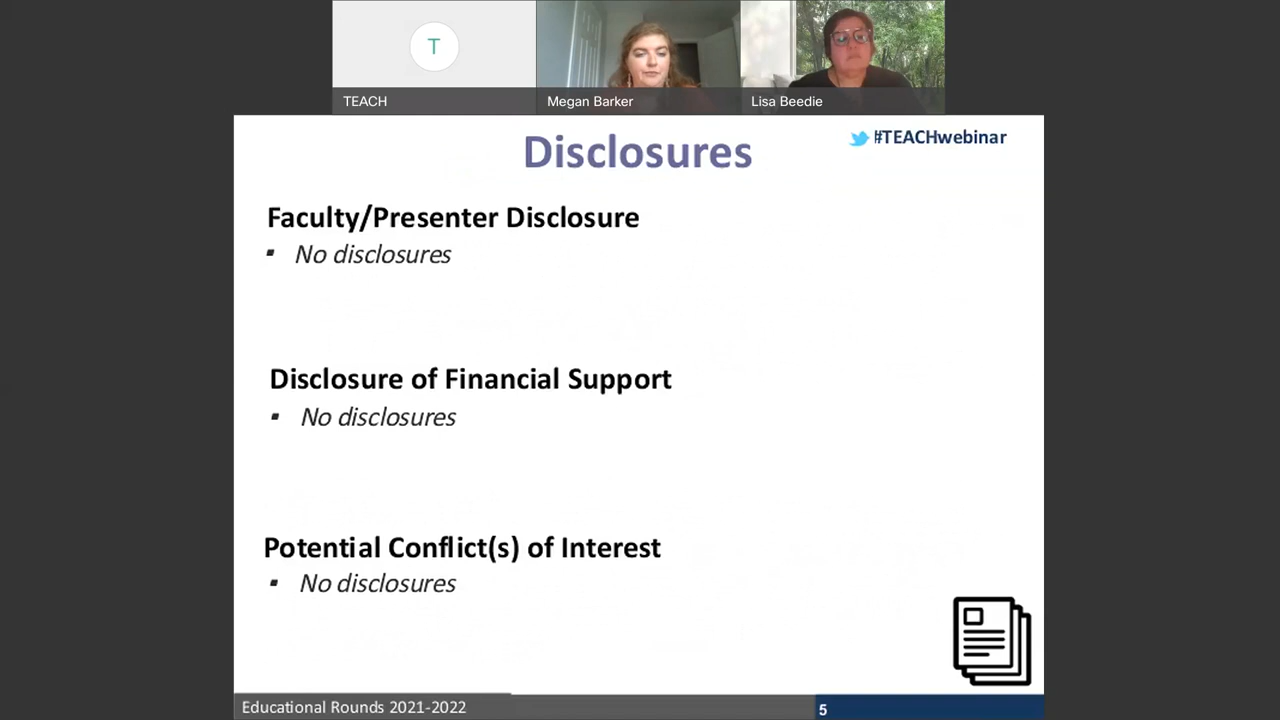 T
TEACH
Megan Barker
Lisa Beedie
Disclosures
#TEACHwebinar
Faculty/Presenter Disclosure
▪ No disclosures
Disclosure of Financial Support
▪ No disclosures
Potential Conflict(s) of Interest
▪ No disclosures
Educational Rounds 2021-2022
5